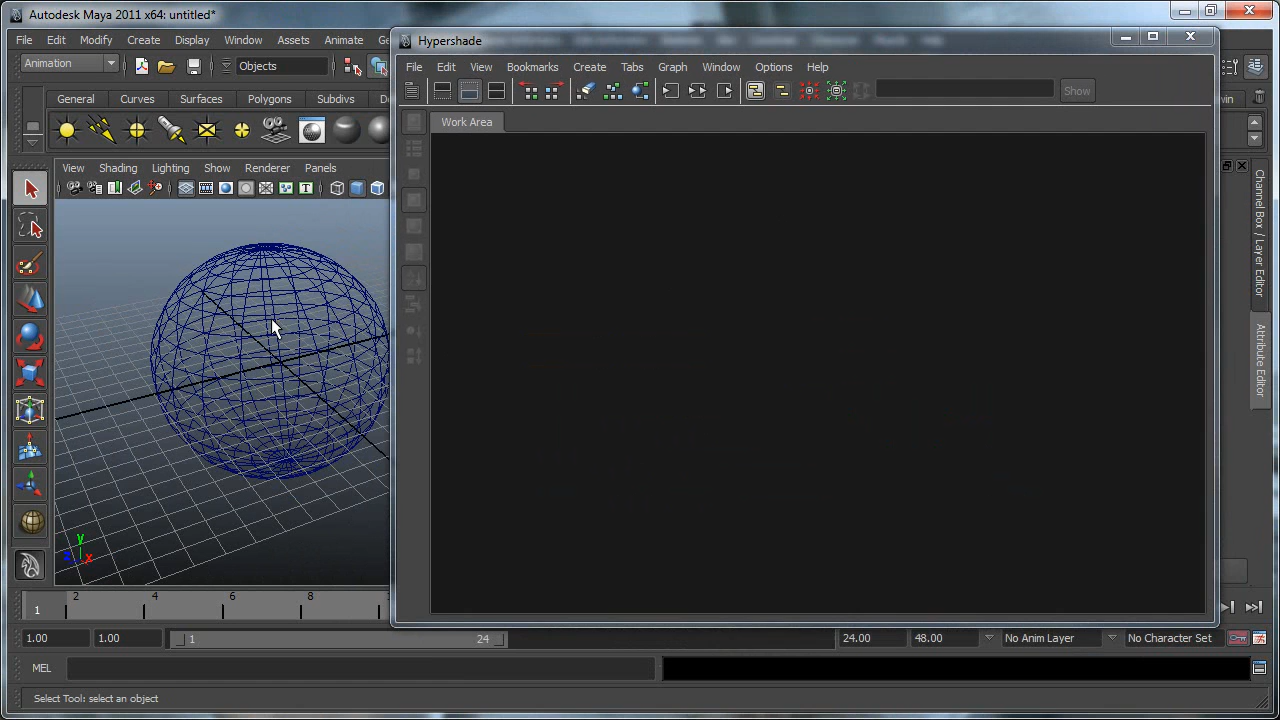 Autodesk Maya 2011 x64: untitled*
File Edit Modify Create Display Window Assets Animate Ge
Animation Objects
General Curves Surfaces Polygons Subdivs D win
View Shading Lighting Show Renderer Panels
T
Hypershade
File Edit View Bookmarks Create Tabs Graph Window Options Help
Show
Work Area
Channel Box / Layer Editor
Attribute Editor
y
x
1 2 4 6 8
1.00 1.00 1 24 24.00 48.00 No Anim Layer No Character Set
MEL
Select Tool: select an object